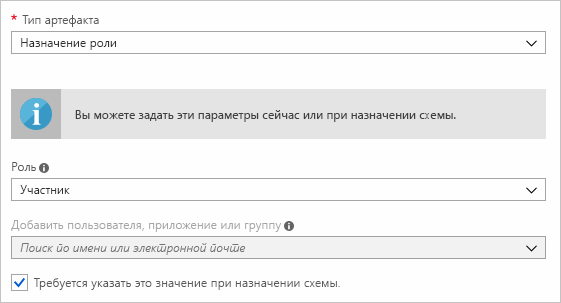 * Тип артефакта
Назначение роли
Вы можете задать эти параметры сейчас или при назначении схемы.
Роль
Участник
Добавить пользователя, приложение или группу
Поиск по имени или электронной почте
Требуется указать это значение при назначении схемы.